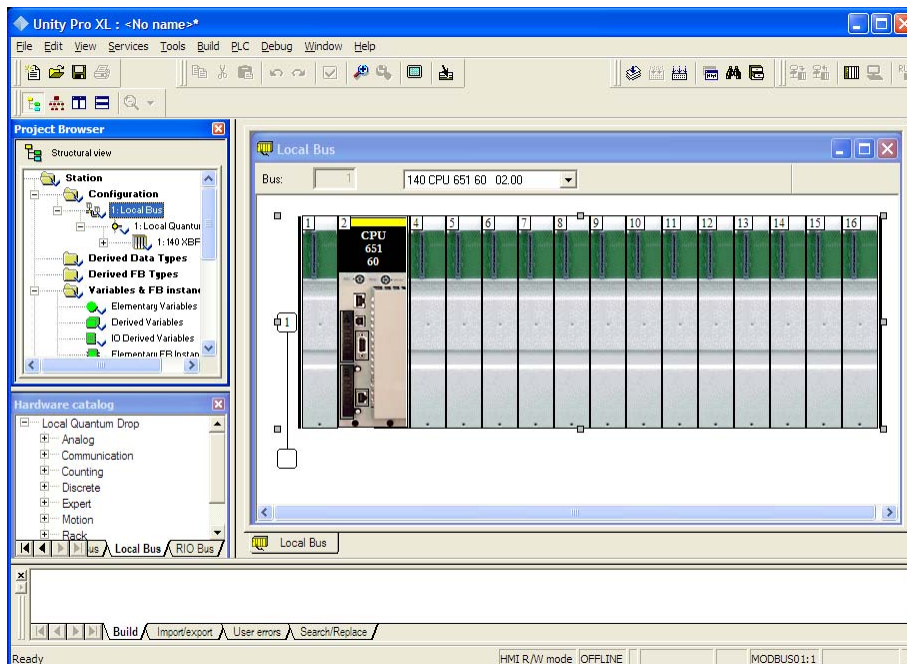 Unity Pro XL : <No name>*
File Edit View Services Tools Build PLC Debug Window Help
Project Browser
Structural view
Station
Configuration
1: Local Bus
1: Local Quantu
1: 140 XBF
Derived Data Types
Derived FB Types
Variables & FB instan
Elementary Variables
Derived Variables
IO Derived Variables
Elementary FB Instan
Hardware catalog
Local Quantum Drop
Analog
Communication
Counting
Discrete
Expert
Motion
Rack
us Local Bus RIO Bus
Local Bus
Bus: 1 140 CPU 651 60 02.00
1 2 4 5 6 7 8 9 10 11 12 13 14 15 16
CPU
651
60
1
Local Bus
Build Import/export User errors Search/Replace
Ready HMI R/W mode OFFLINE MODBUS01:1